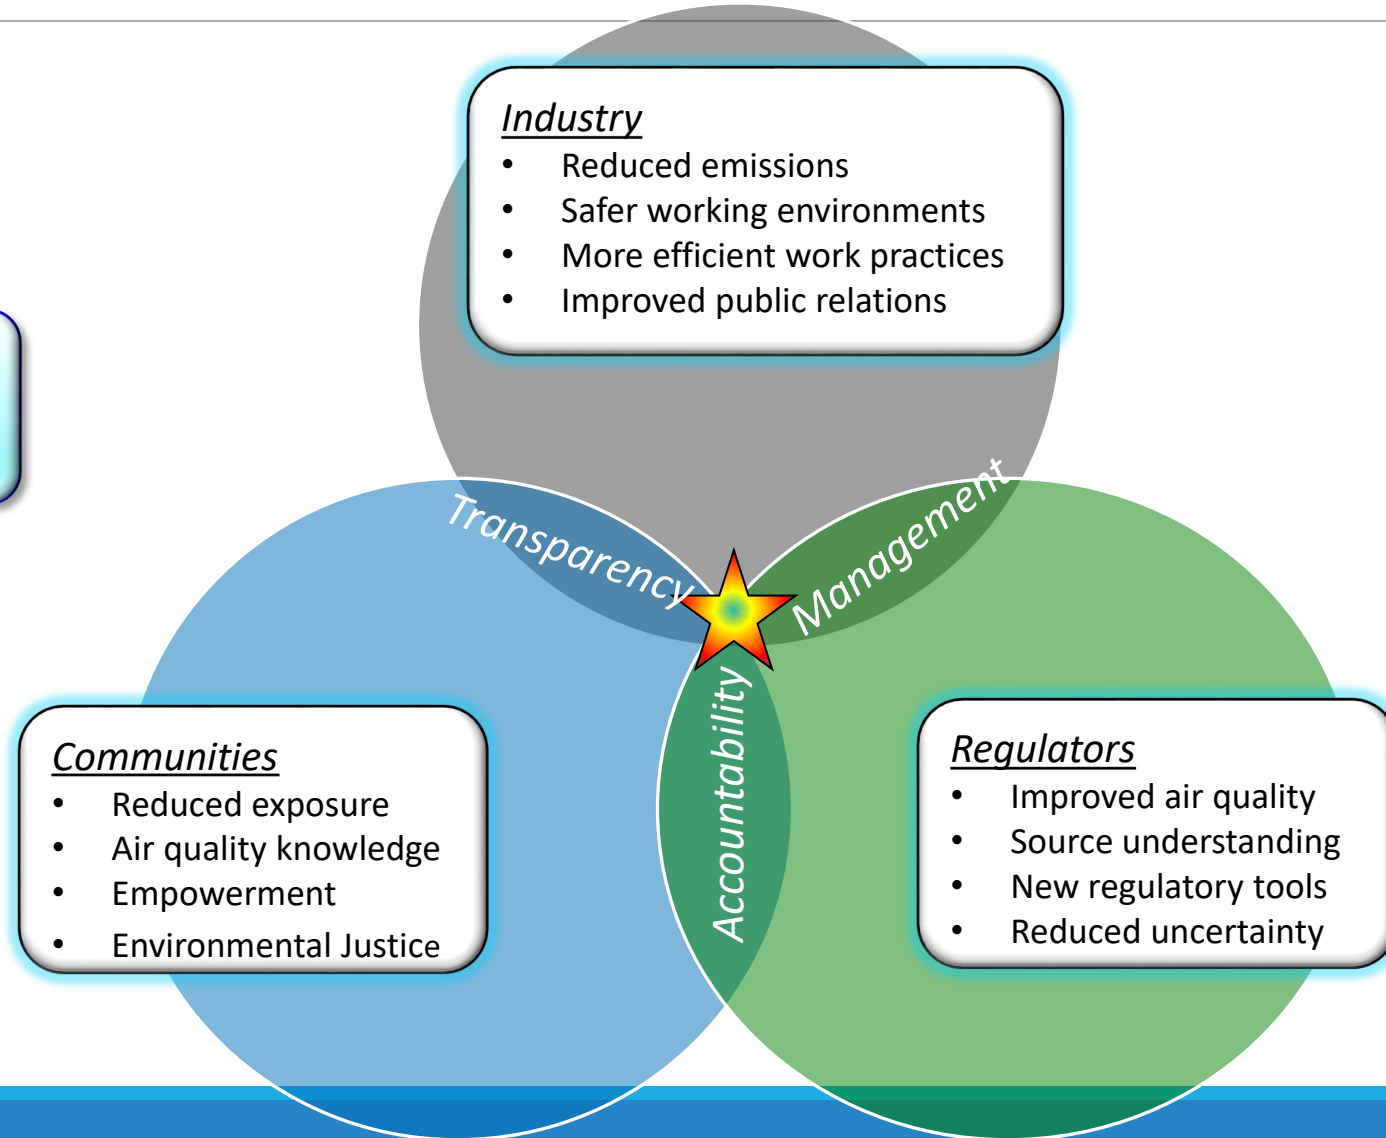 Industry
• Reduced emissions
• Safer working environments
• More efficient work practices
• Improved public relations
Transparency
Management
Accountability
Communities
• Reduced exposure
• Air quality knowledge
• Empowerment
• Environmental Justice
Regulators
• Improved air quality
• Source understanding
• New regulatory tools
• Reduced uncertainty